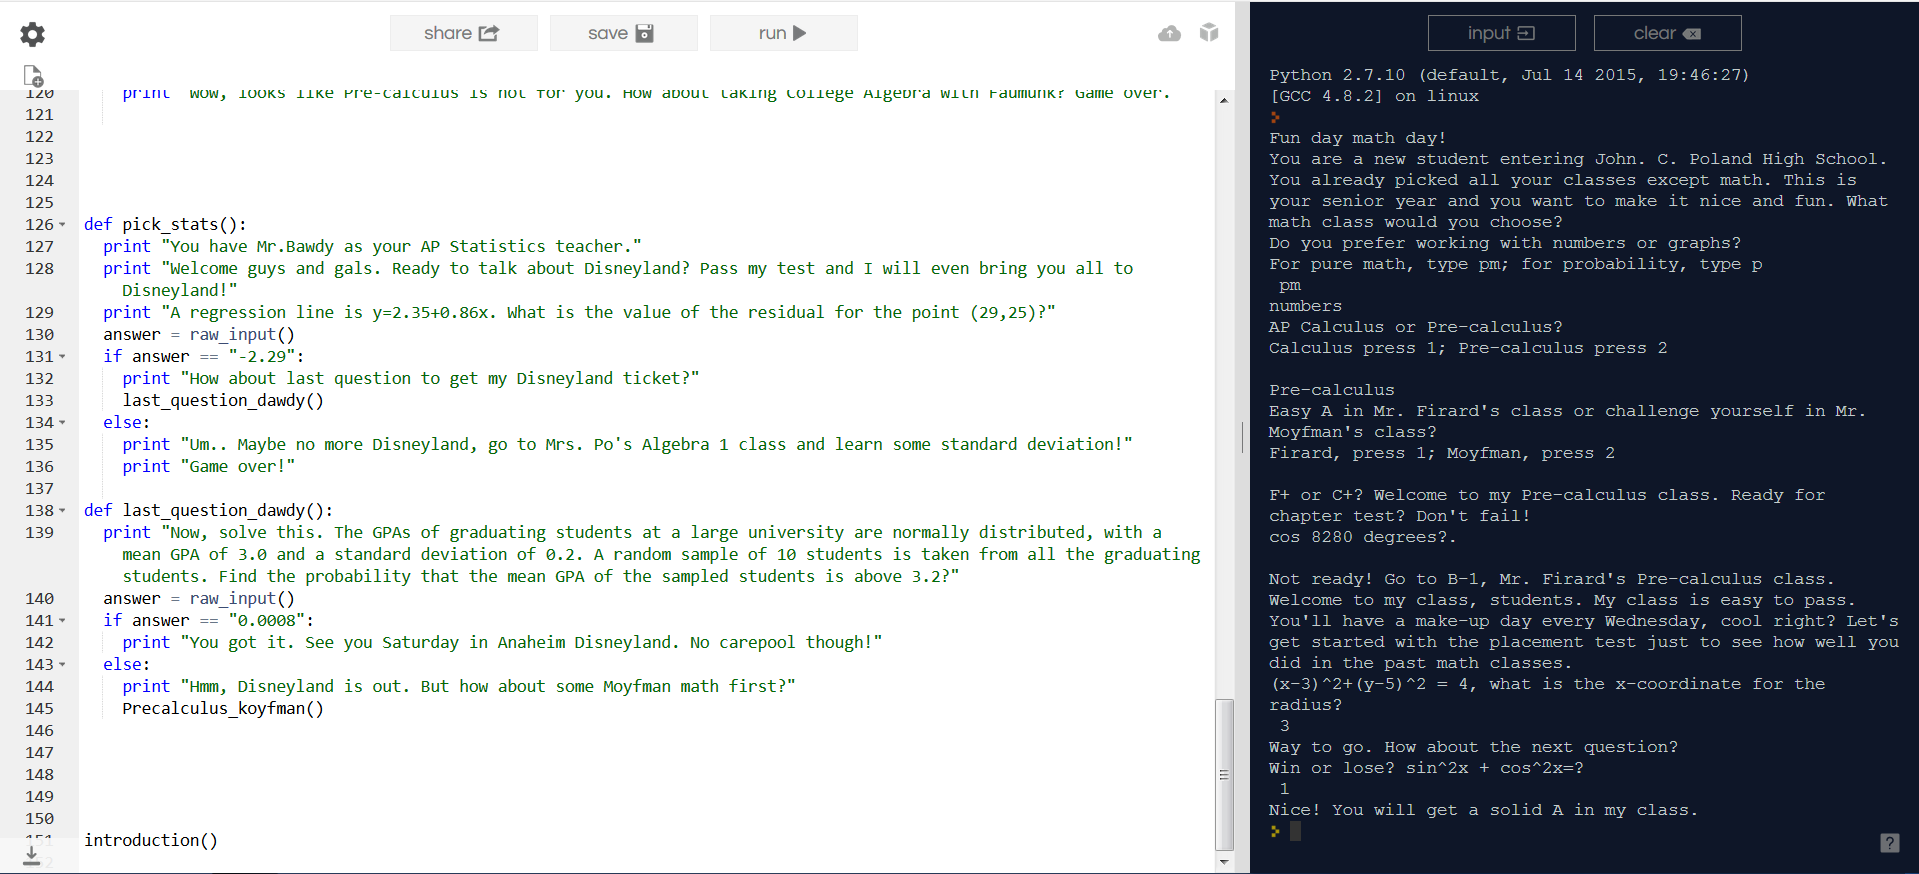 share
save
run
120 print "Wow, looks like Pre-calculus is not for you. How about taking College Algebra with Faumunk? Game over.
121
122
123
124
125
126 def pick_stats():
127 print "You have Mr.Bawdy as your AP Statistics teacher."
128 print "Welcome guys and gals. Ready to talk about Disneyland? Pass my test and I will even bring you all to
Disneyland!"
129 print "A regression line is y=2.35+0.86x. What is the value of the residual for the point (29,25)?"
130 answer = raw_input()
131 if answer == "-2.29":
132 print "How about last question to get my Disneyland ticket?"
133 last_question_dawdy()
134 else:
135 print "Um.. Maybe no more Disneyland, go to Mrs. Po's Algebra 1 class and learn some standard deviation!"
136 print "Game over!"
137
138 def last_question_dawdy():
139 print "Now, solve this. The GPAs of graduating students at a large university are normally distributed, with a
mean GPA of 3.0 and a standard deviation of 0.2. A random sample of 10 students is taken from all the graduating
students. Find the probability that the mean GPA of the sampled students is above 3.2?"
140 answer = raw_input()
141 if answer == "0.0008":
142 print "You got it. See you Saturday in Anaheim Disneyland. No carepool though!"
143 else:
144 print "Hmm, Disneyland is out. But how about some Moyfman math first?"
145 Precalculus_koyfman()
146
147
148
149
150
151 introduction()
152
input
clear
Python 2.7.10 (default, Jul 14 2015, 19:46:27)
[GCC 4.8.2] on linux
Fun day math day!
You are a new student entering John. C. Poland High School.
You already picked all your classes except math. This is
your senior year and you want to make it nice and fun. What
math class would you choose?
Do you prefer working with numbers or graphs?
For pure math, type pm; for probability, type p
pm
numbers
AP Calculus or Pre-calculus?
Calculus press 1; Pre-calculus press 2
Pre-calculus
Easy A in Mr. Firard's class or challenge yourself in Mr.
Moyfman's class?
Firard, press 1; Moyfman, press 2
F+ or C+? Welcome to my Pre-calculus class. Ready for
chapter test? Don't fail!
cos 8280 degrees?.
Not ready! Go to B-1, Mr. Firard's Pre-calculus class.
Welcome to my class, students. My class is easy to pass.
You'll have a make-up day every Wednesday, cool right? Let's
get started with the placement test just to see how well you
did in the past math classes.
(x-3)^2+(y-5)^2 = 4, what is the x-coordinate for the
radius?
3
Way to go. How about the next question?
Win or lose? sin^2x + cos^2x=?
1
Nice! You will get a solid A in my class.
?